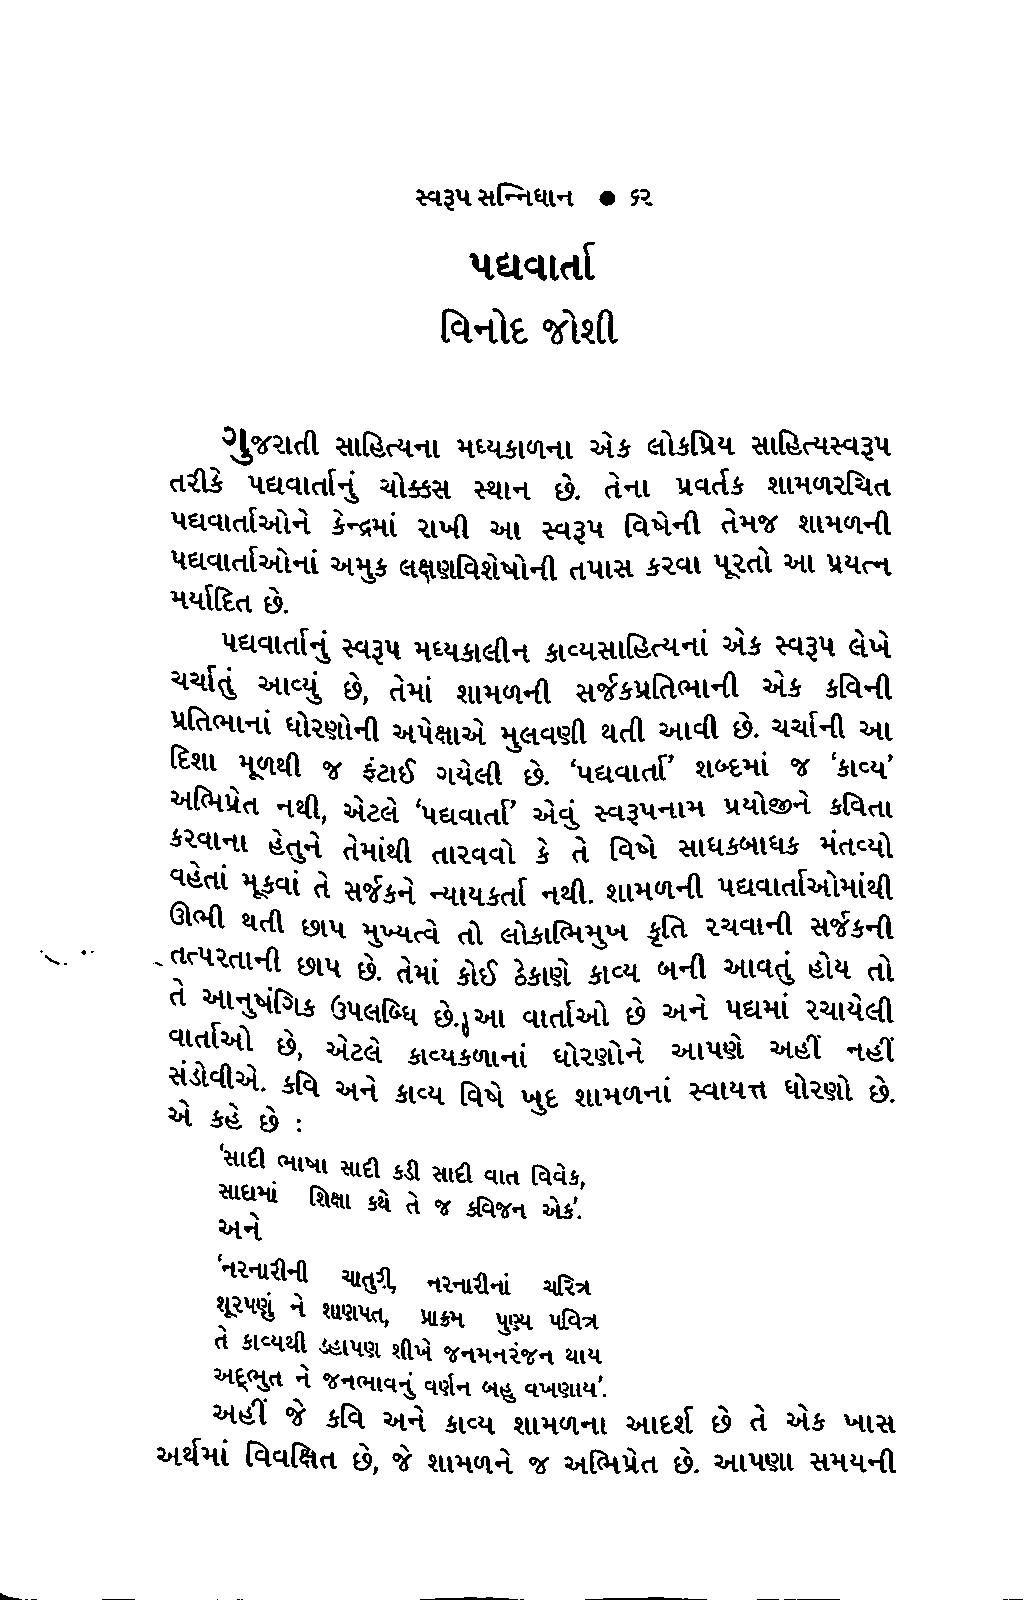 સ્વરૂપ સન્નિધાન ● ૬૨
પદ્યવાર્તા
વિનોદ જોશી
ગુજરાતી સાહિત્યના મધ્યકાળના એક લોકપ્રિય સાહિત્યસ્વરૂપ
તરીકે પદ્યવાર્તાનું ચોક્કસ સ્થાન છે. તેના પ્રવર્તક શામળરચિત
પદ્યવાર્તાઓને કેન્દ્રમાં રાખી આ સ્વરૂપ વિષેની તેમજ શામળની
પદ્યવાર્તાઓનાં અમુક લક્ષણવિશેષોની તપાસ કરવા પૂરતો આ પ્રયત્ન
મર્યાદિત છે.
પદ્યવાર્તાનું સ્વરૂપ મધ્યકાલીન કાવ્યસાહિત્યનાં એક સ્વરૂપ લેખે
ચર્ચાતું આવ્યું છે, તેમાં શામળની સર્જકપ્રતિભાની એક કવિની
પ્રતિભાનાં ધોરણોની અપેક્ષાએ મુલવણી થતી આવી છે. ચર્ચાની આ
દિશા મૂળથી જ ફંટાઈ ગયેલી છે. ‘પદ્યવાર્તા’ શબ્દમાં જ ‘કાવ્ય’
અભિપ્રેત નથી, એટલે ‘પદ્યવાર્તા’ એવું સ્વરૂપનામ પ્રયોજીને કવિતા
કરવાના હેતુને તેમાંથી તારવવો કે તે વિષે સાધકબાધક મંતવ્યો
વહેતાં મૂકવાં તે સર્જકને ન્યાયકર્તા નથી. શામળની પદ્યવાર્તાઓમાંથી
ઊભી થતી છાપ મુખ્યત્વે તો લોકાભિમુખ કૃતિ રચવાની સર્જકની
તત્પરતાની છાપ છે. તેમાં કોઈ ઠેકાણે કાવ્ય બની આવતું હોય તો
તે આનુષંગિક ઉપલબ્ધિ છે. આ વાર્તાઓ છે અને પદ્યમાં રચાયેલી
વાર્તાઓ છે, એટલે કાવ્યકળાનાં ધોરણોને આપણે અહીં નહીં
સંડોવીએ. કવિ અને કાવ્ય વિષે ખુદ શામળનાં સ્વાયત્ત ધોરણો છે.
એ કહે છે :
‘સાદી ભાષા સાદી કડી સાદી વાત વિવેક,
સાદ્યમાં શિક્ષા કથે તે જ કવિજન એક’.
અને
‘નરનારીની ચાતુરી, નરનારીનાં ચરિત્ર
શૂરપણું ને શાણપત, પ્રાક્રમ પુણ્ય પવિત્ર
તે કાવ્યથી ડહાપણ શીખે જનમનરંજન થાય
અદ્ભુત ને જનભાવનું વર્ણન બહુ વખણાય’.
અહીં જે કવિ અને કાવ્ય શામળના આદર્શ છે તે એક ખાસ
અર્થમાં વિવક્ષિત છે, જે શામળને જ અભિપ્રેત છે. આપણા સમયની